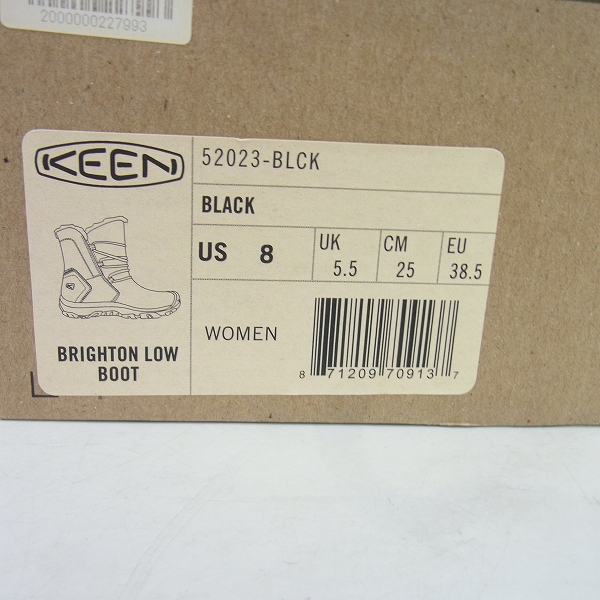 2000000227993
KEEN
52023-BLCK
BLACK
US 8
UK 5.5
CM 25
EU 38.5
WOMEN
8 71209 70913 7
BRIGHTON LOW
BOOT